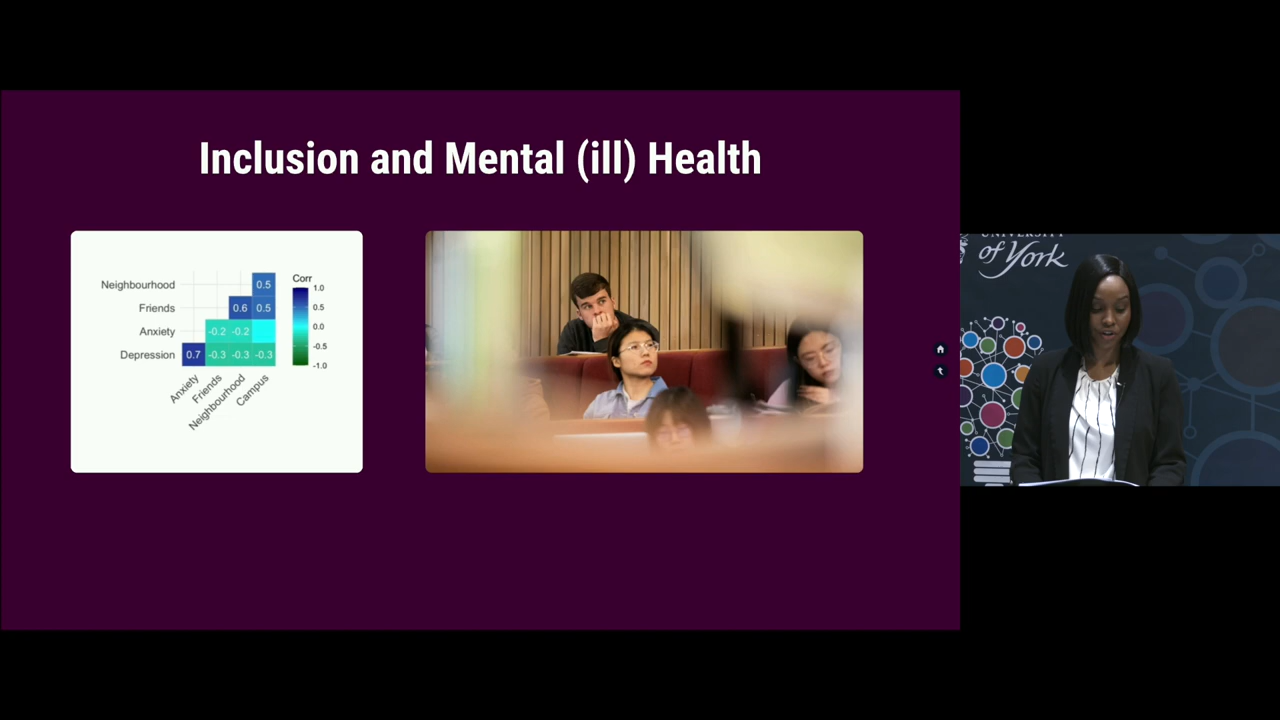 Inclusion and Mental (ill) Health
Neighbourhood
Friends
Anxiety
Depression
0.5
0.6 0.5
-0.2 -0.2
0.7 -0.3 -0.3 -0.3
Anxiety
Friends
Neighbourhood
Campus
Corr
1.0
0.5
0.0
-0.5
-1.0
UNIVERSITY
of York